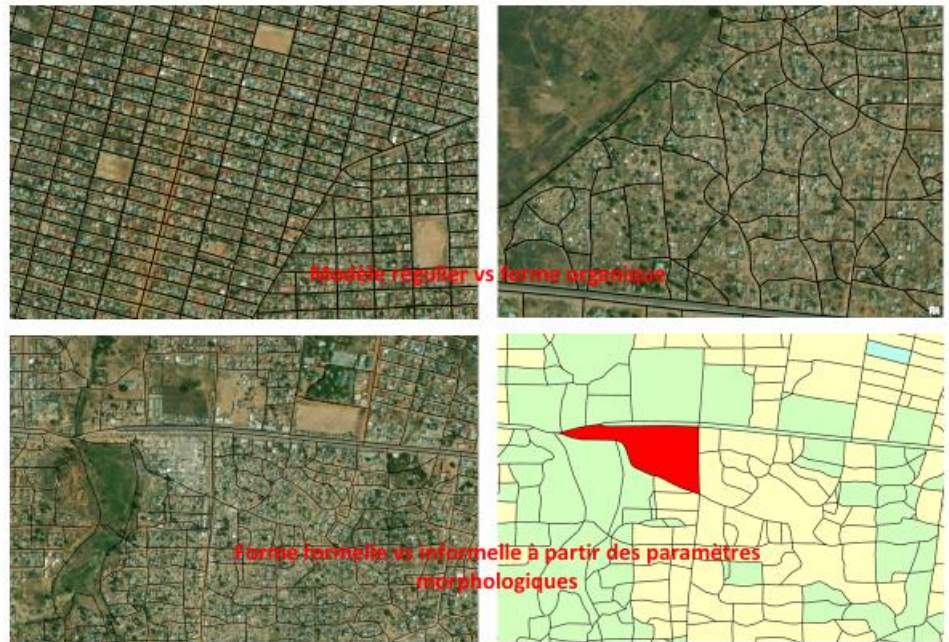 Modèle régulier vs forme organique
Forme formelle vs informelle à partir des paramètres
morphologiques